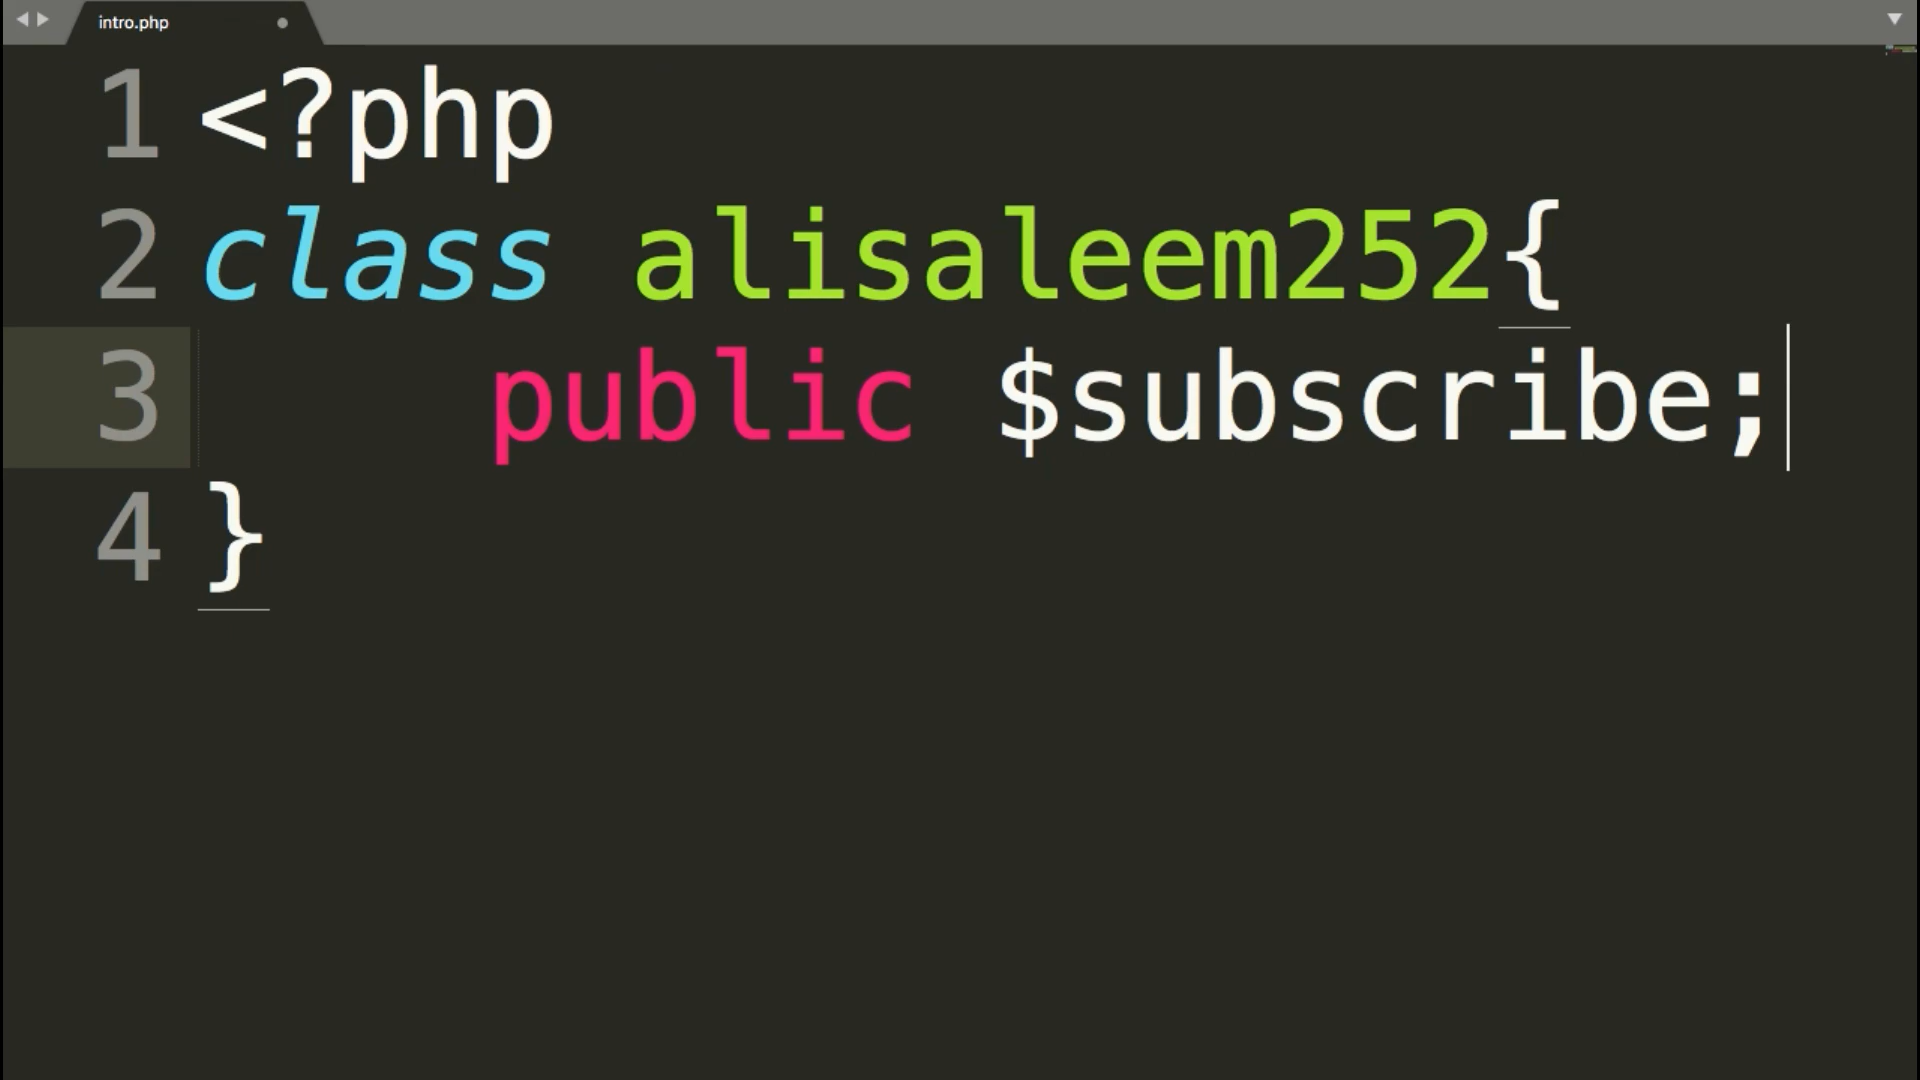 intro.php
1 <?php
2 class alisaleem252{
3     public $subscribe;
4 }